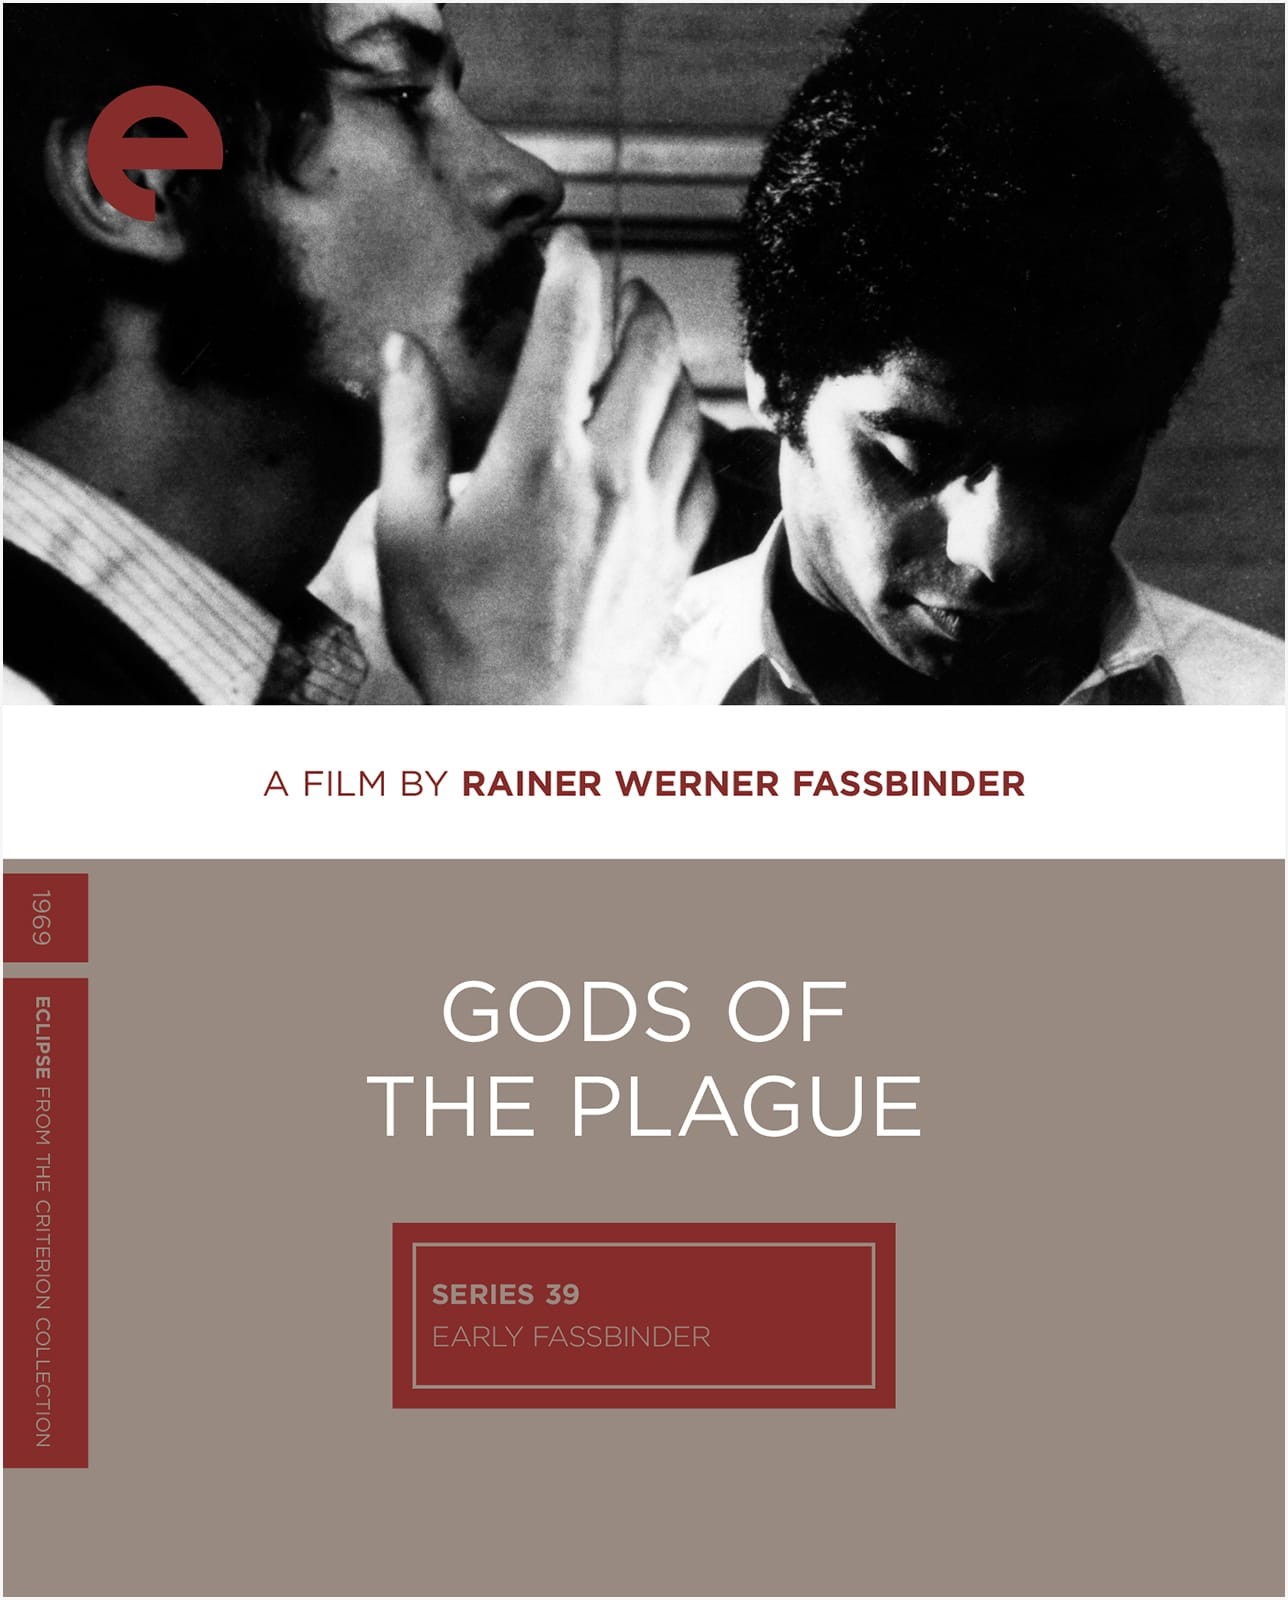 e
A FILM BY RAINER WERNER FASSBINDER
1969
ECLIPSE FROM THE CRITERION COLLECTION
GODS OF
THE PLAGUE
SERIES 39
EARLY FASSBINDER